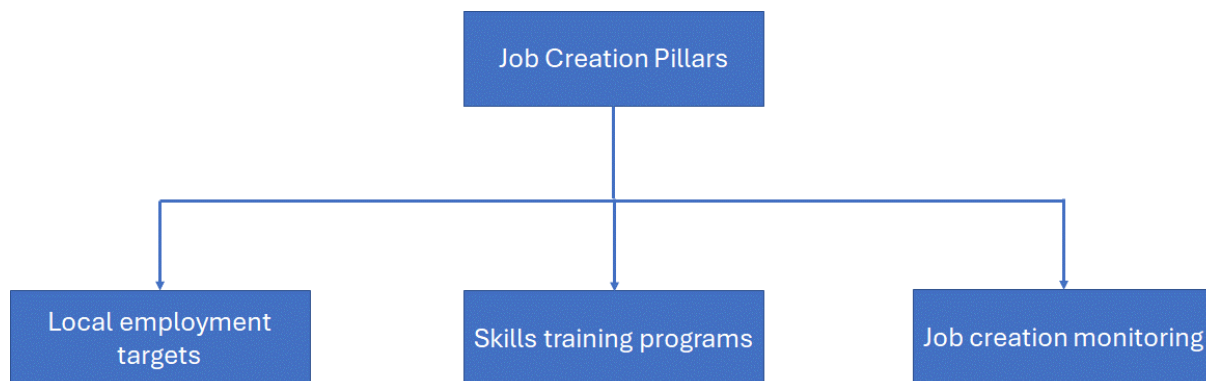 Job Creation Pillars
Local employment
targets
Skills training programs
Job creation monitoring